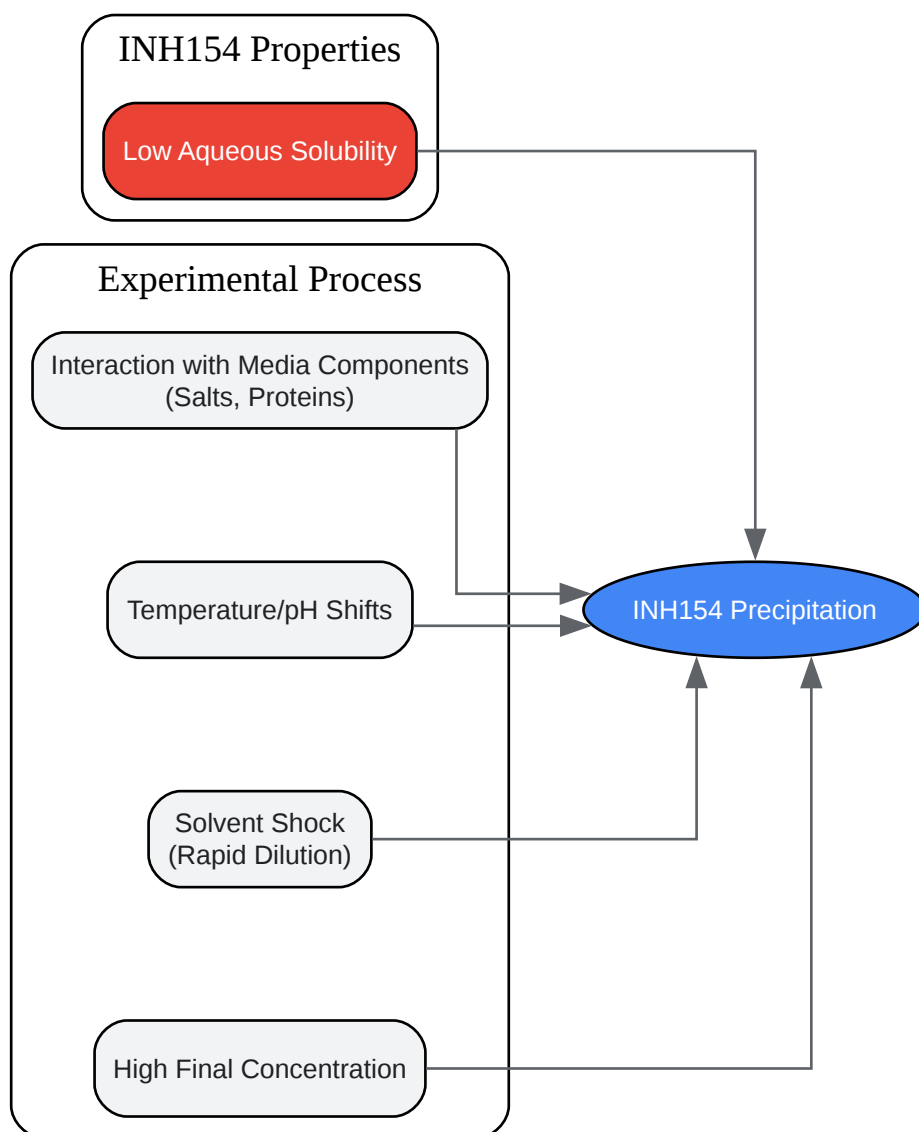 INH154 Properties
Low Aqueous Solubility
Experimental Process
Interaction with Media Components
(Salts, Proteins)
Temperature/pH Shifts
INH154 Precipitation
Solvent Shock
(Rapid Dilution)
High Final Concentration